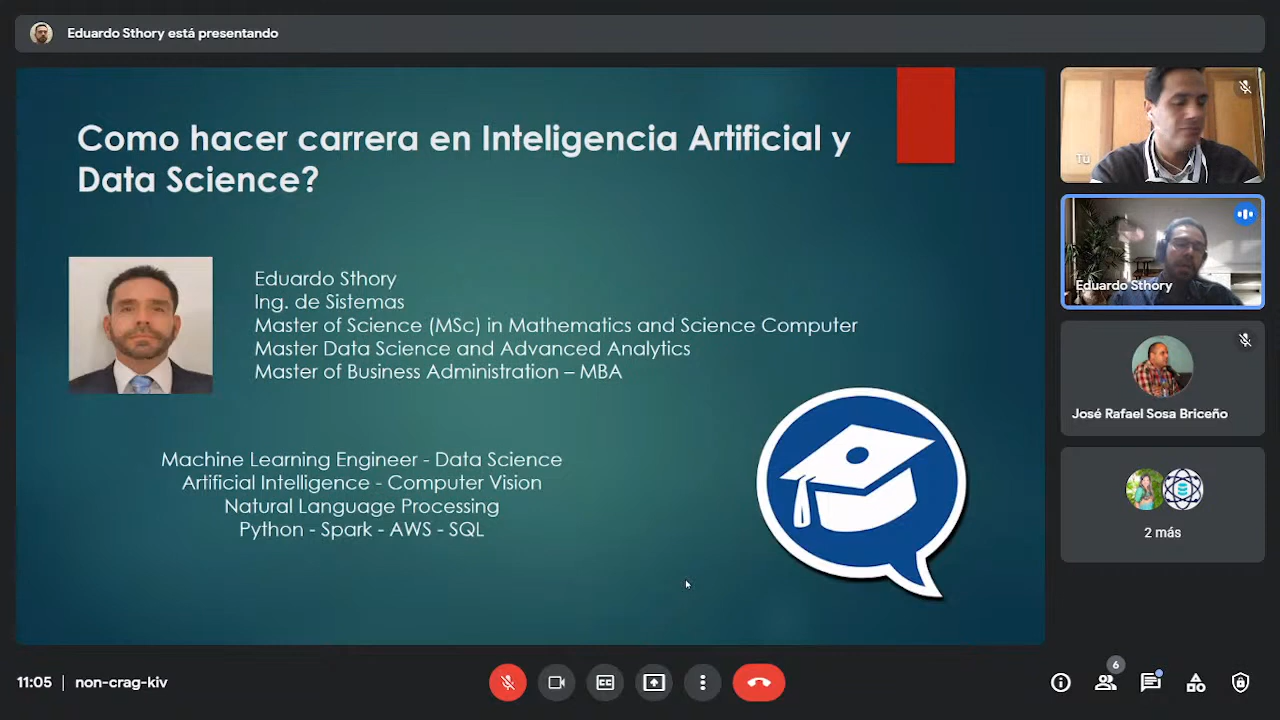 Eduardo Sthory está presentando
Como hacer carrera en Inteligencia Artificial y
Data Science?
Eduardo Sthory
Ing. de Sistemas
Master of Science (MSc) in Mathematics and Science Computer
Master Data Science and Advanced Analytics
Master of Business Administration – MBA
Machine Learning Engineer - Data Science
Artificial Intelligence - Computer Vision
Natural Language Processing
Python - Spark - AWS - SQL
Tú
Eduardo Sthory
José Rafael Sosa Briceño
2 más
11:05 | non-crag-kiv
CC
6